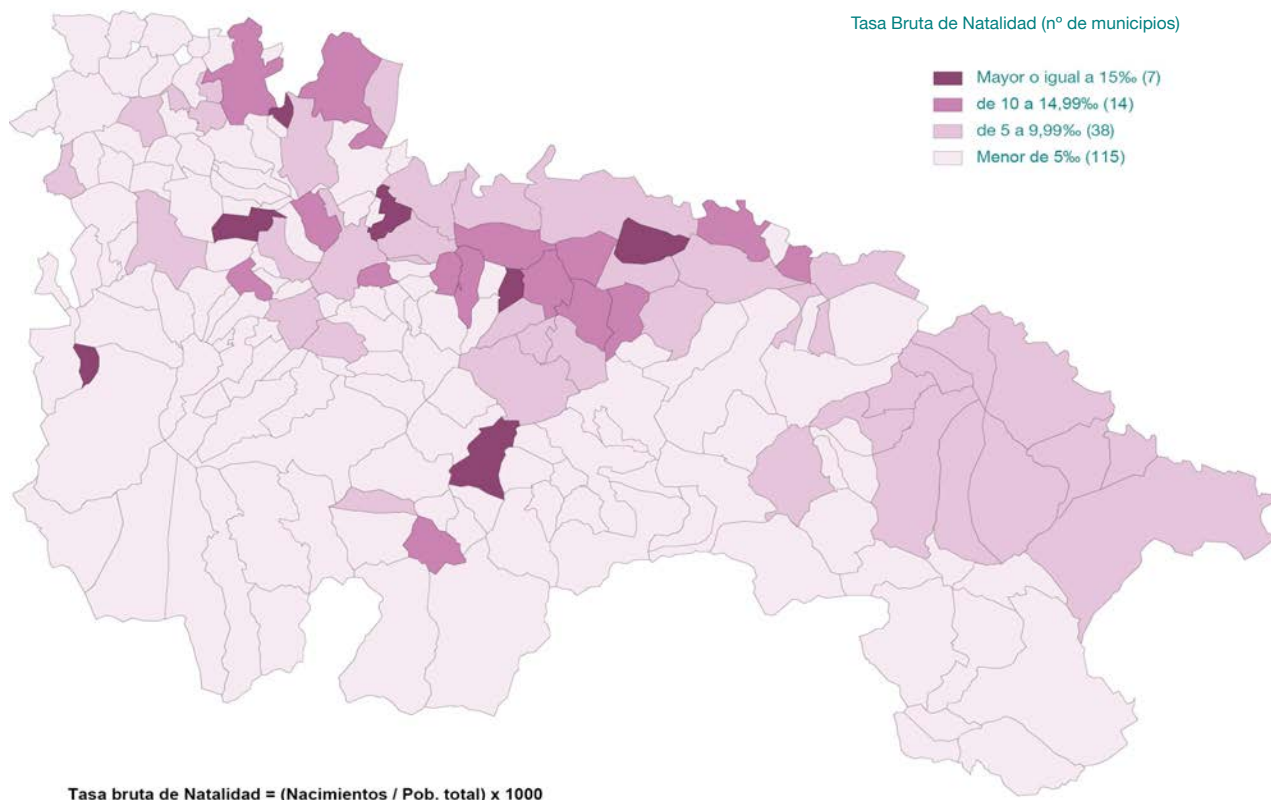 Tasa Bruta de Natalidad (nº de municipios)
Mayor o igual a 15‰ (7)
de 10 a 14,99‰ (14)
de 5 a 9,99‰ (38)
Menor de 5‰ (115)
Tasa bruta de Natalidad = (Nacimientos / Pob. total) x 1000